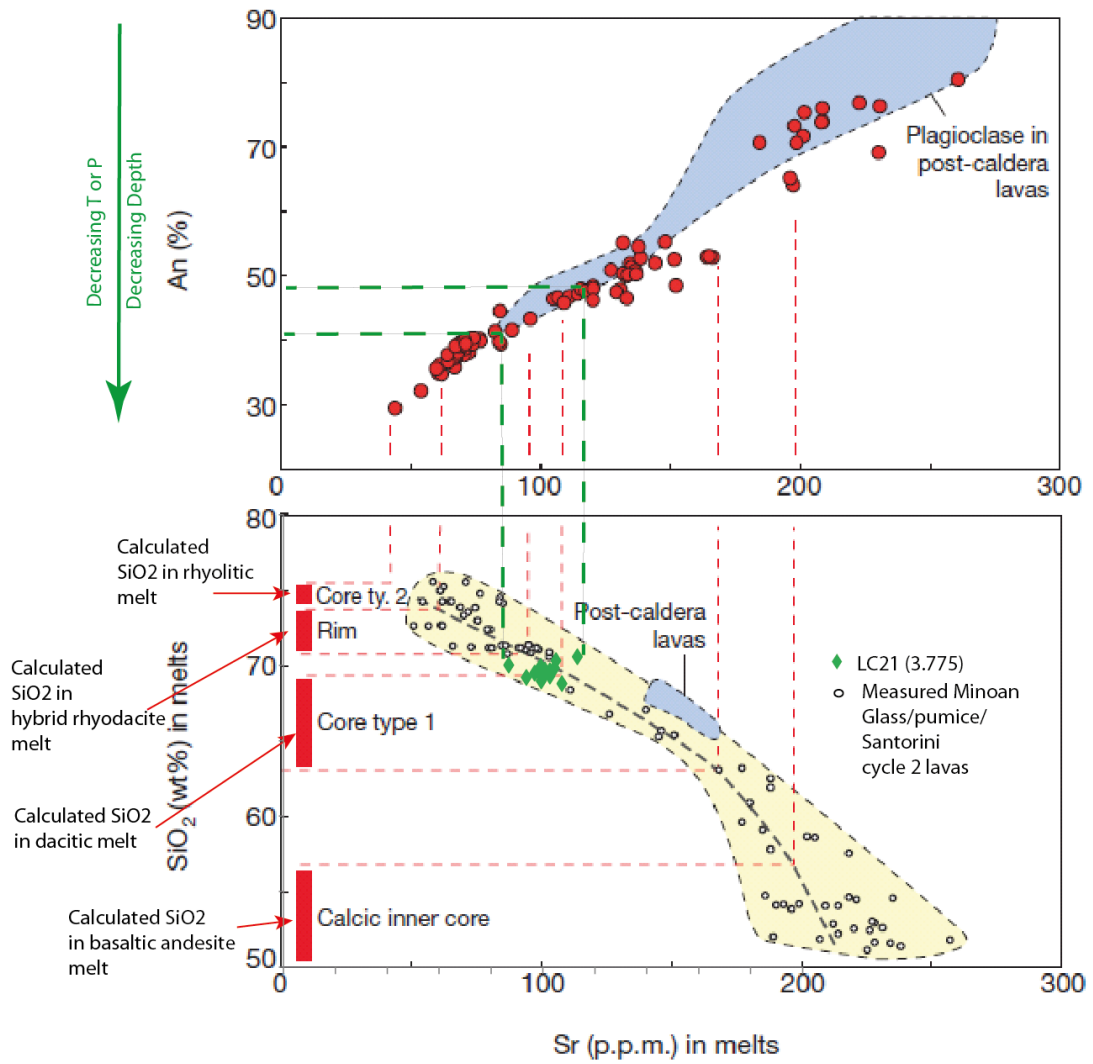 90
70
50
30
An (%)
Decreasing T or P
Decreasing Depth
Plagioclase in
post-caldera
lavas
0
100
200
300
80
70
60
50
SiO2 (wt%) in melts
Calculated
SiO2 in rhyolitic
melt
Core ty. 2
Rim
Calculated
SiO2 in
hybrid rhyodacite
melt
Core type 1
Calculated SiO2
in dacitic melt
Calcic inner core
Calculated SiO2
in basaltic andesite
melt
Post-caldera
lavas
LC21 (3.775)
Measured Minoan
Glass/pumice/
Santorini
cycle 2 lavas
0
100
200
300
Sr (p.p.m.) in melts